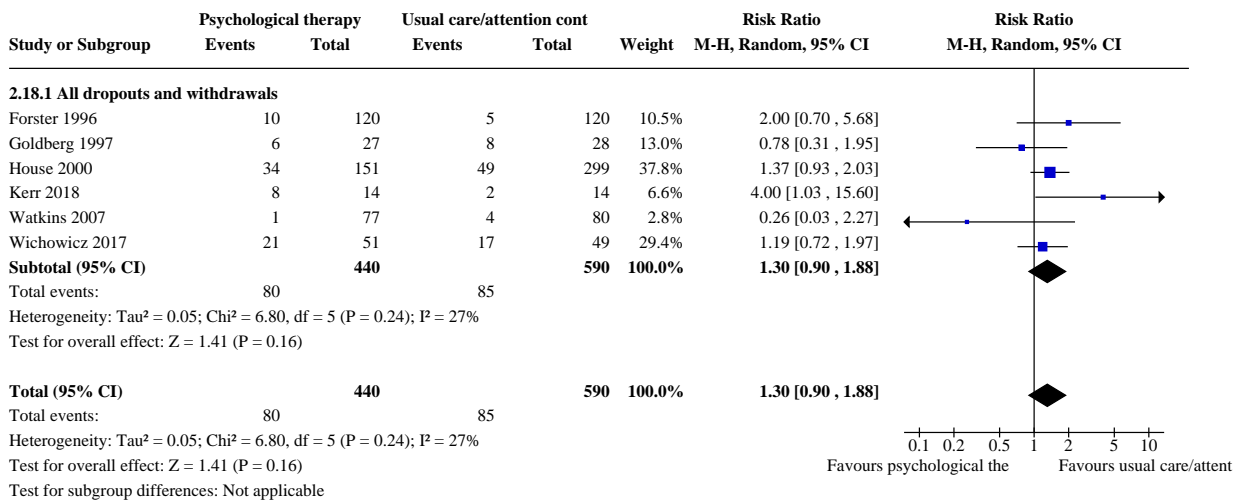 Psychological therapy Usual care/attention cont Risk Ratio Risk Ratio
Study or Subgroup Events Total Events Total Weight M-H, Random, 95% CI M-H, Random, 95% CI
2.18.1 All dropouts and withdrawals
Forster 1996 10 120 5 120 10.5% 2.00 [0.70 , 5.68]
Goldberg 1997 6 27 8 28 13.0% 0.78 [0.31 , 1.95]
House 2000 34 151 49 299 37.8% 1.37 [0.93 , 2.03]
Kerr 2018 8 14 2 14 6.6% 4.00 [1.03 , 15.60]
Watkins 2007 1 77 4 80 2.8% 0.26 [0.03 , 2.27]
Wichowicz 2017 21 51 17 49 29.4% 1.19 [0.72 , 1.97]
Subtotal (95% CI) 440 590 100.0% 1.30 [0.90 , 1.88]
Total events: 80 85
Heterogeneity: Tau² = 0.05; Chi² = 6.80, df = 5 (P = 0.24); I² = 27%
Test for overall effect: Z = 1.41 (P = 0.16)
Total (95% CI) 440 590 100.0% 1.30 [0.90 , 1.88]
Total events: 80 85
Heterogeneity: Tau² = 0.05; Chi² = 6.80, df = 5 (P = 0.24); I² = 27%
0.1 0.2 0.5 1 2 5 10
Test for overall effect: Z = 1.41 (P = 0.16) Favours psychological the Favours usual care/attent
Test for subgroup differences: Not applicable